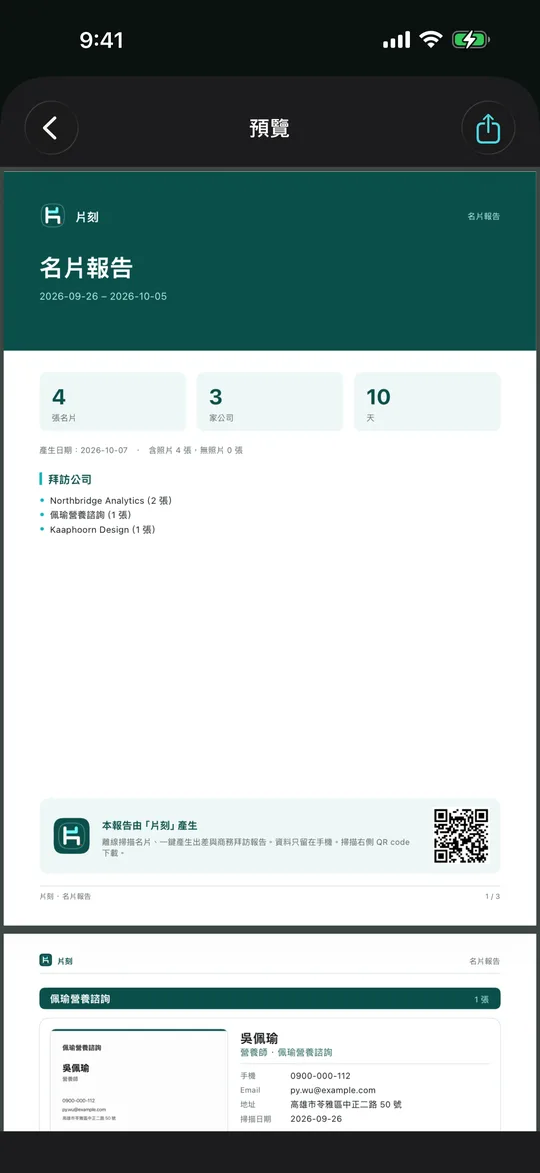 9:41
預覽
片刻
名片報告
名片報告
2026-09-26 – 2026-10-05
4
張名片
3
家公司
10
天
產生日期：2026-10-07 · 含照片 4 張，無照片 0 張
拜訪公司
Northbridge Analytics (2 張)
佩瑜營養諮詢 (1 張)
Kaaphoorn Design (1 張)
本報告由「片刻」產生
離線掃描名片、一鍵產生出差與商務拜訪報告。資料只留在手機。掃描右側 QR code
下載。
片刻 · 名片報告
1 / 3
片刻
名片報告
佩瑜營養諮詢
1 張
佩瑜營養諮詢
吳佩瑜
營養師
0900-000-112
py.wu@example.com
高雄市苓雅區中正二路 50 號
吳佩瑜
營養師 · 佩瑜營養諮詢
手機 0900-000-112
Email py.wu@example.com
地址 高雄市苓雅區中正二路 50 號
掃描日期 2026-09-26